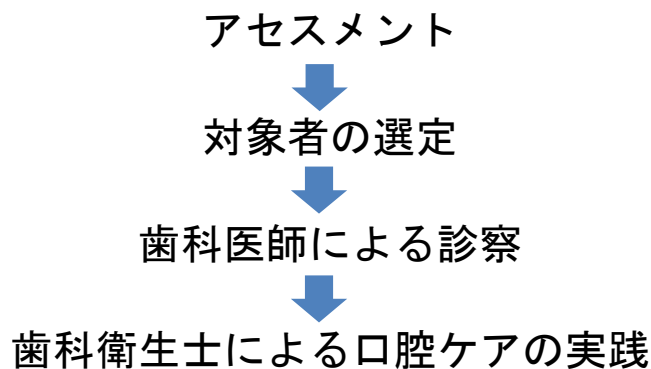 アセスメント
対象者の選定
歯科医師による診察
歯科衛生士による口腔ケアの実践